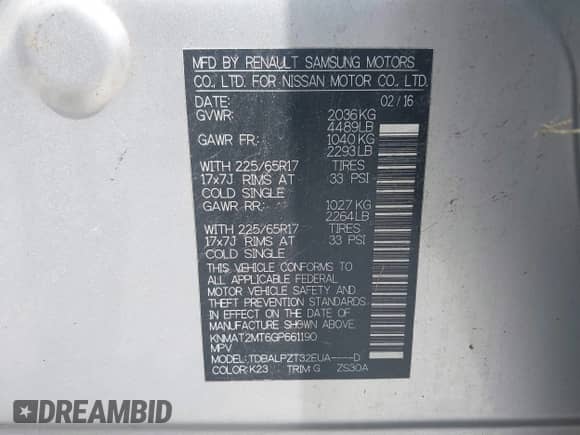 MFD BY RENAULT SAMSUNG MOTORS
CO., LTD. FOR NISSAN MOTOR CO., LTD.
DATE: 02/16
GVWR: 2036KG
4489LB
GAWR FR: 1040 KG
2293LB
WITH 225/65R17 TIRES
17x7J RIMS AT 33 PSI
COLD SINGLE
GAWR RR: 1027 KG
2264LB
WITH 225/65R17 TIRES
17x7J RIMS AT 33 PSI
COLD SINGLE
THIS VEHICLE CONFORMS TO
ALL APPLICABLE FEDERAL
MOTOR VEHICLE SAFETY AND
THEFT PREVENTION STANDARDS
IN EFFECT ON THE DATE OF
MANUFACTURE SHOWN ABOVE.
KNMAT2MT6GP661190
MPV
MODEL: TDBALPZT32EUA----D
COLOR: K23 TRIM: G ZS30A
DREAMBID